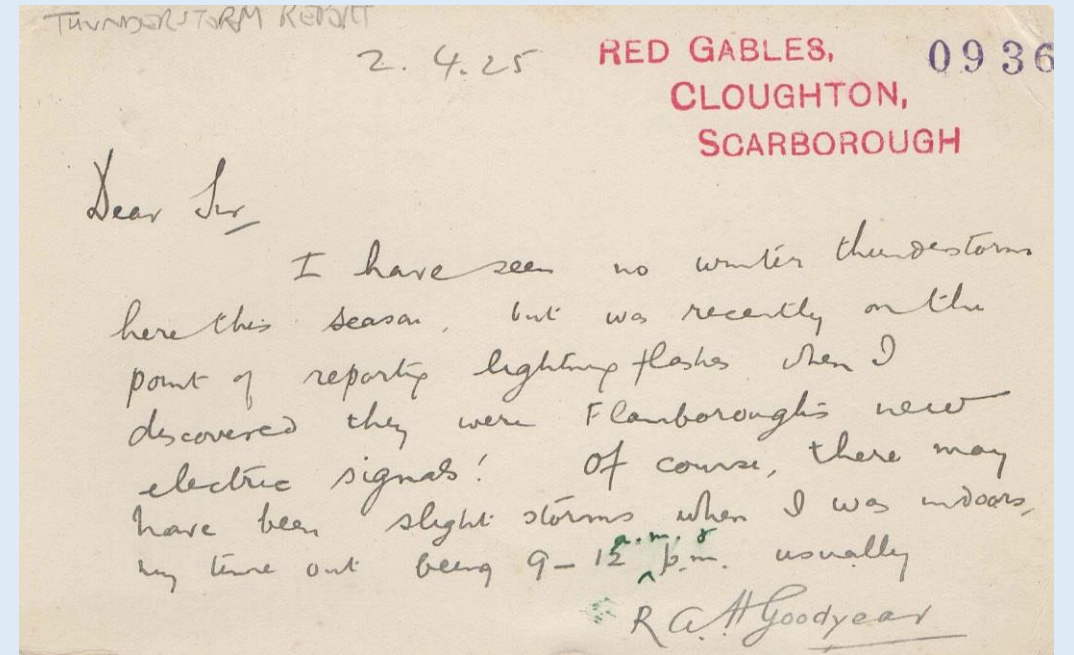 THUNDERSTORM REPORT
2.4.25
RED GABLES,
CLOUGHTON,
SCARBOROUGH
0936
Dear Sir,
I have seen no winter thunderstorms
here this season, but was recently on the
point of reporting lightning flashes when I
discovered they were Flamborough's new
electric signals! Of course, there may
have been slight storms when I was indoors,
my time out being 9-12 a.m. & p.m. usually
R A. H Goodyear